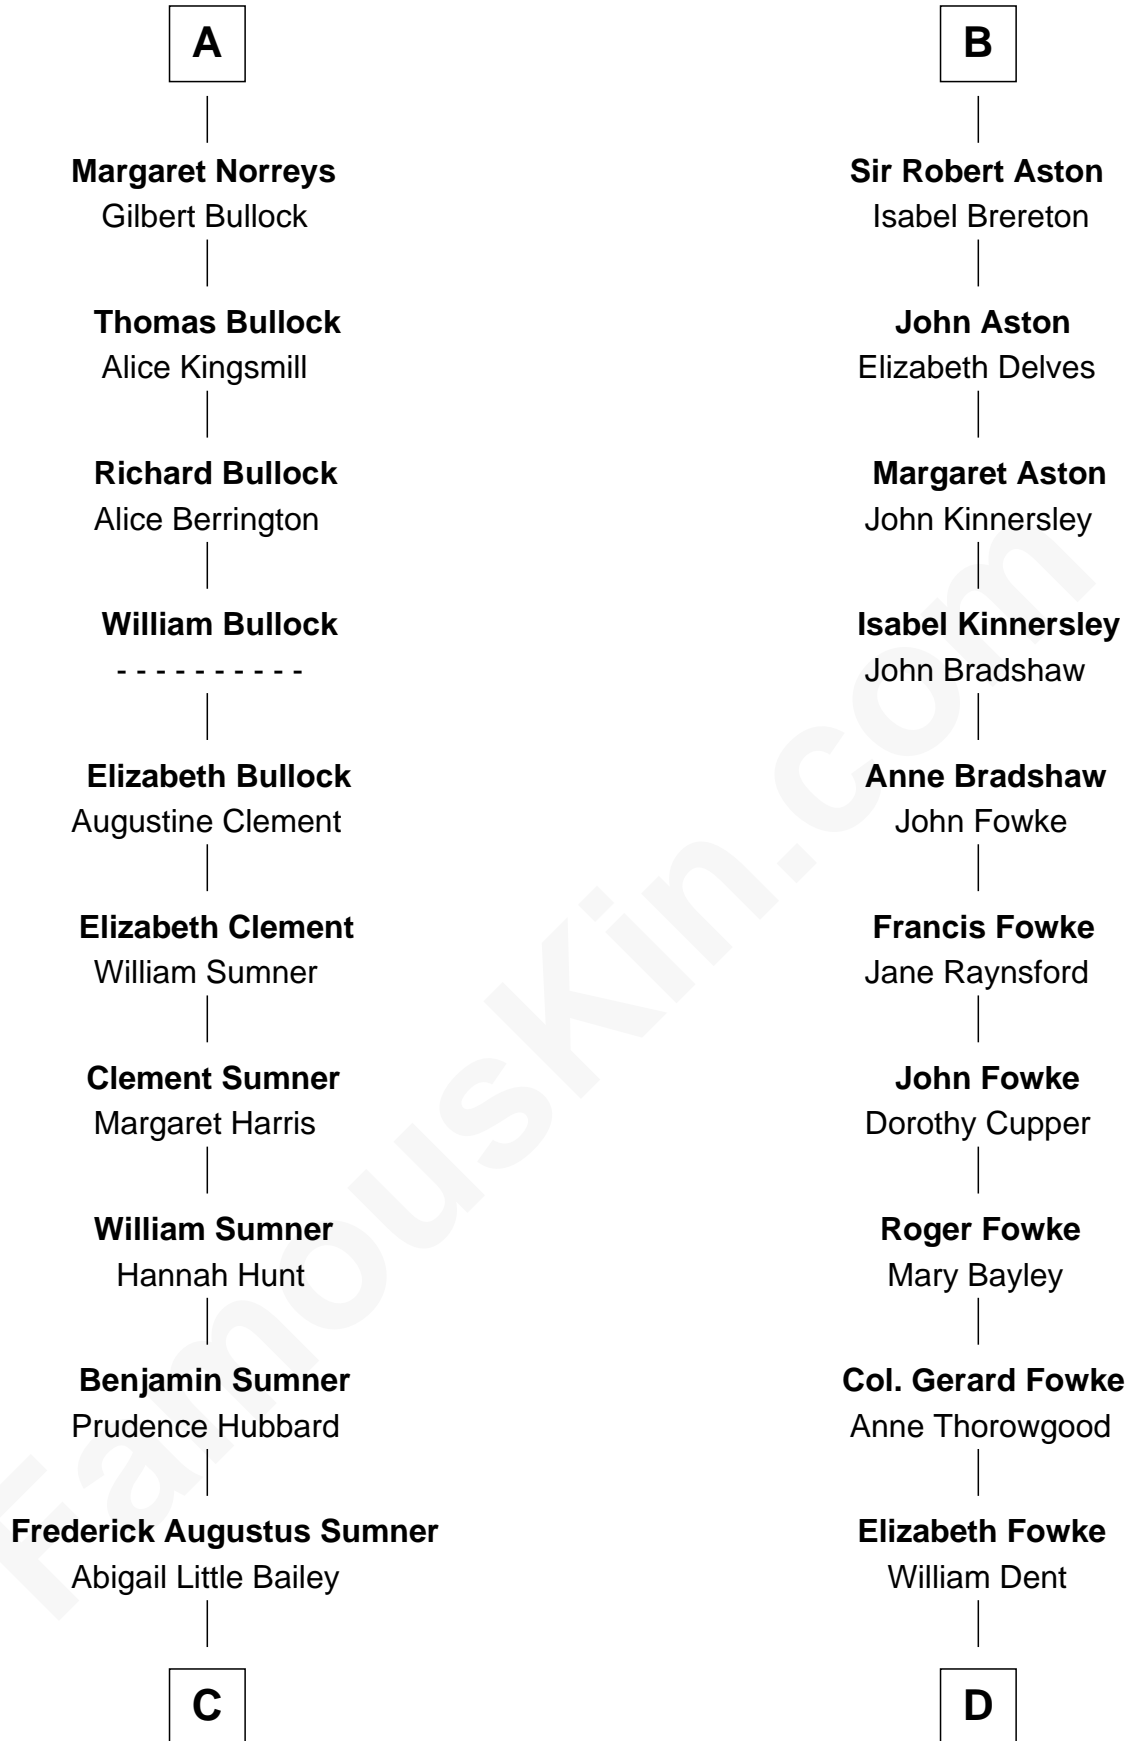 A
Margaret Norreys
Gilbert Bullock
Thomas Bullock
Alice Kingsmill
Richard Bullock
Alice Berrington
William Bullock
- - - - - - - - - -
Elizabeth Bullock
Augustine Clement
Elizabeth Clement
William Sumner
Clement Sumner
Margaret Harris
William Sumner
Hannah Hunt
Benjamin Sumner
Prudence Hubbard
Frederick Augustus Sumner
Abigail Little Bailey
C
B
Sir Robert Aston
Isabel Brereton
John Aston
Elizabeth Delves
Margaret Aston
John Kinnersley
Isabel Kinnersley
John Bradshaw
Anne Bradshaw
John Fowke
Francis Fowke
Jane Raynsford
John Fowke
Dorothy Cupper
Roger Fowke
Mary Bayley
Col. Gerard Fowke
Anne Thorowgood
Elizabeth Fowke
William Dent
D
FamousKin.com